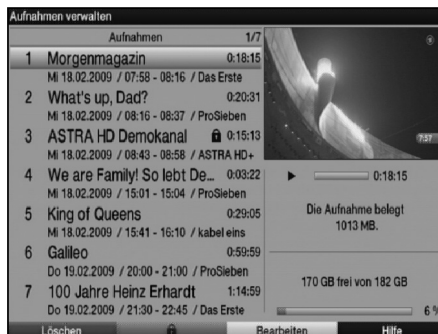 Aufnahmen verwalten
Aufnahmen 1/7
1 Morgenmagazin 0:18:15
Mi 18.02.2009 / 07:58 - 08:16 / Das Erste
2 What's up, Dad? 0:20:31
Mi 18.02.2009 / 08:16 - 08:37 / ProSieben
3 ASTRA HD Demokanal 0:15:13
Mi 18.02.2009 / 08:43 - 08:58 / ASTRA HD+
4 We are Family! So lebt De... 0:03:22
Mi 18.02.2009 / 15:01 - 15:04 / ProSieben
5 King of Queens 0:29:05
Mi 18.02.2009 / 15:41 - 16:10 / kabel eins
6 Galileo 0:59:59
Do 19.02.2009 / 20:00 - 21:00 / ProSieben
7 100 Jahre Heinz Erhardt 1:14:59
Do 19.02.2009 / 21:30 - 22:45 / Das Erste
7:57
0:18:15
Die Aufnahme belegt
1013 MB.
170 GB frei von 182 GB
6 %
Löschen Bearbeiten Hilfe